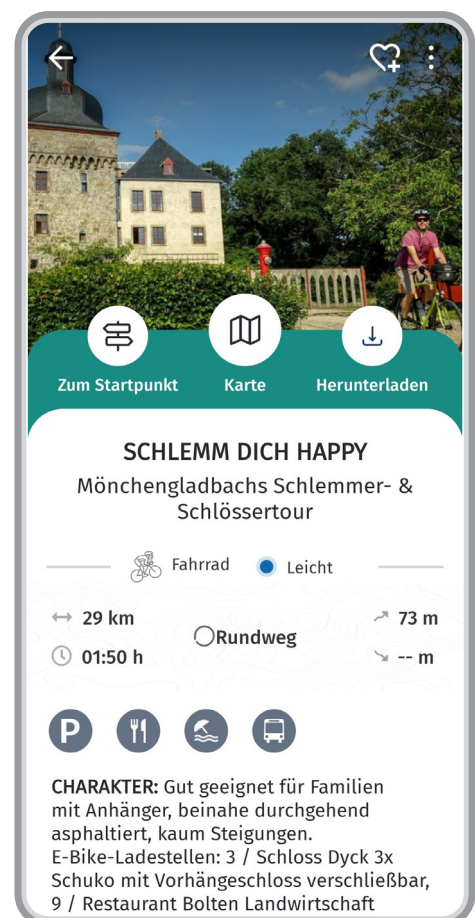 Zum Startpunkt
Karte
Herunterladen
SCHLEMM DICH HAPPY
Mönchengladbachs Schlemmer- &
Schlössertour
Fahrrad
Leicht
29 km
Rundweg
73 m
01:50 h
-- m
P
CHARAKTER: Gut geeignet für Familien
mit Anhänger, beinahe durchgehend
asphaltiert, kaum Steigungen.
E-Bike-Ladestellen: 3 / Schloss Dyck 3x
Schuko mit Vorhängeschloss verschließbar,
9 / Restaurant Bolten Landwirtschaft